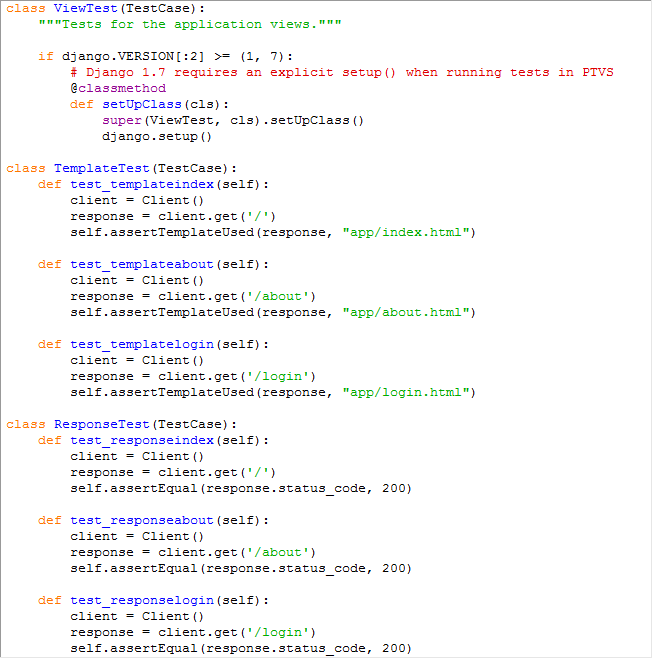 class ViewTest(TestCase):
    """Tests for the application views."""

    if django.VERSION[:2] >= (1, 7):
        # Django 1.7 requires an explicit setup() when running tests in PTVS
        @classmethod
        def setUpClass(cls):
            super(ViewTest, cls).setUpClass()
            django.setup()

class TemplateTest(TestCase):
    def test_templateindex(self):
        client = Client()
        response = client.get('/')
        self.assertTemplateUsed(response, "app/index.html")

    def test_templateabout(self):
        client = Client()
        response = client.get('/about')
        self.assertTemplateUsed(response, "app/about.html")

    def test_templatelogin(self):
        client = Client()
        response = client.get('/login')
        self.assertTemplateUsed(response, "app/login.html")

class ResponseTest(TestCase):
    def test_responseindex(self):
        client = Client()
        response = client.get('/')
        self.assertEqual(response.status_code, 200)

    def test_responseabout(self):
        client = Client()
        response = client.get('/about')
        self.assertEqual(response.status_code, 200)

    def test_responselogin(self):
        client = Client()
        response = client.get('/login')
        self.assertEqual(response.status_code, 200)